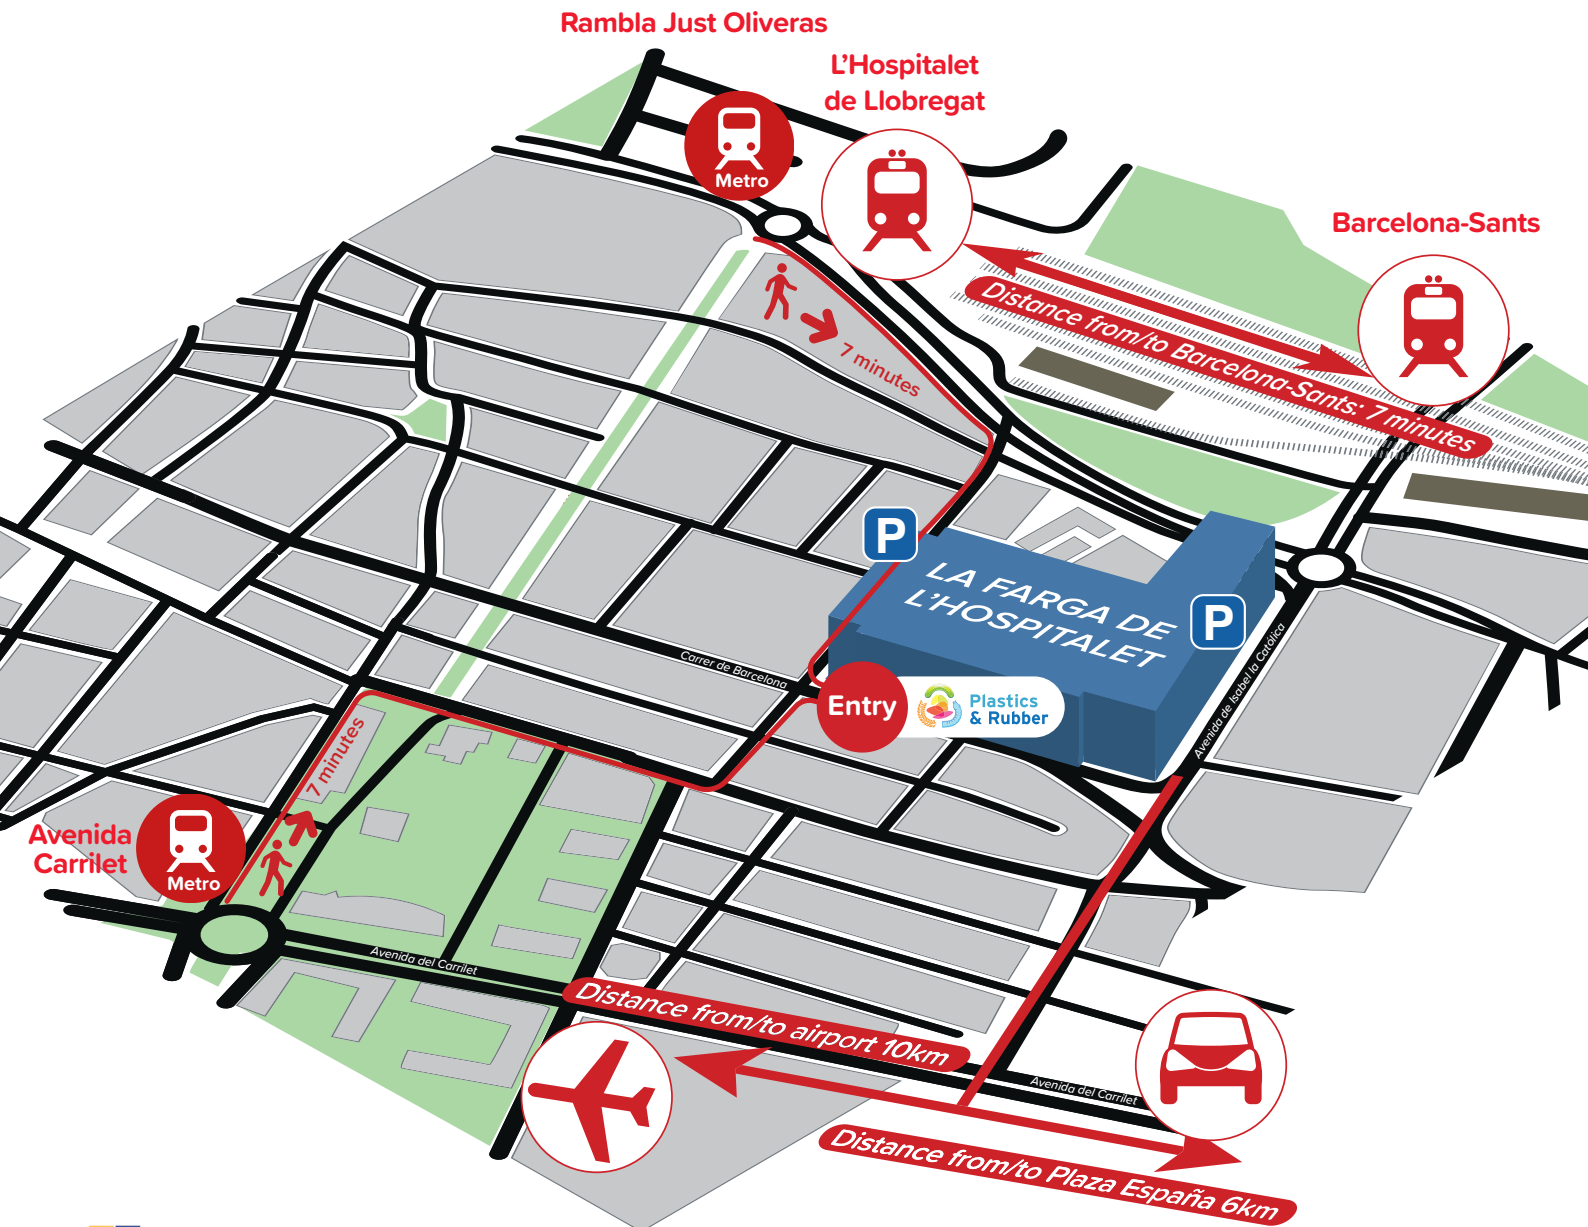 Rambla Just Oliveras
L'Hospitalet
de Llobregat
Metro
Barcelona-Sants
Distance from/to Barcelona-Sants: 7 minutes
7 minutes
P
LA FARGA DE
L'HOSPITALET
P
Carrer de Barcelona
Avenida de Isabel la Católica
Entry
Plastics
& Rubber
7 minutes
Avenida
Carrilet
Metro
Avenida del Carrilet
Distance from/to airport 10km
Avenida del Carrilet
Distance from/to Plaza España 6km